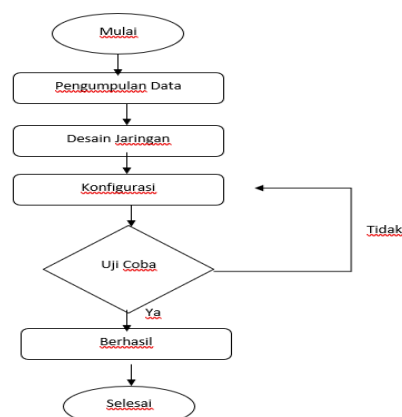 Mulai
Pengumpulan Data
Desain Jaringan
Konfigurasi
Tidak
Uji Coba
Ya
Berhasil
Selesai